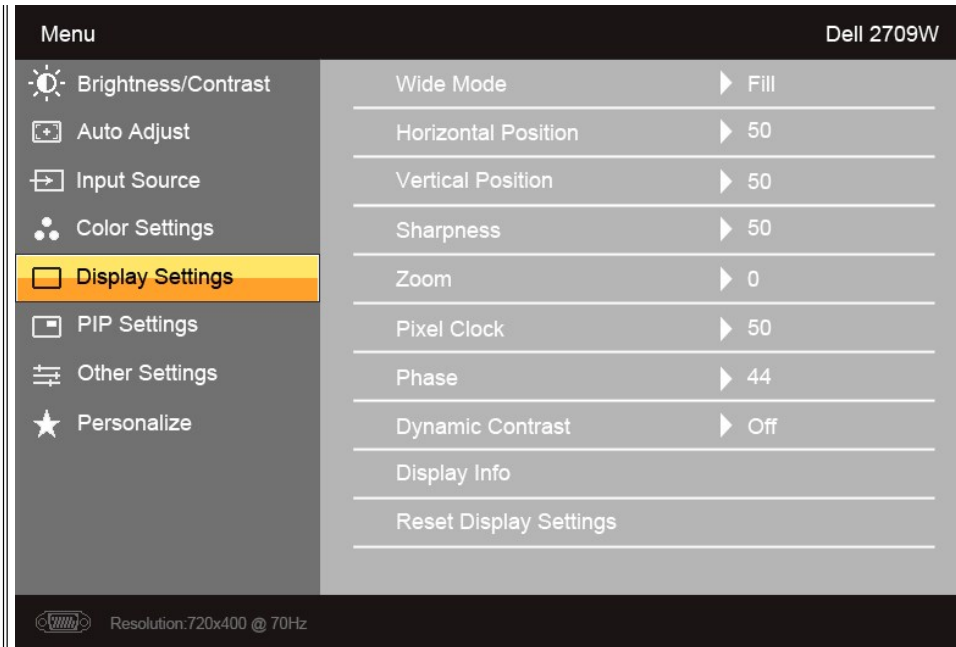 Menu Dell 2709W
Brightness/Contrast
Auto Adjust
Input Source
Color Settings
Display Settings
PIP Settings
Other Settings
Personalize
Wide Mode Fill
Horizontal Position 50
Vertical Position 50
Sharpness 50
Zoom 0
Pixel Clock 50
Phase 44
Dynamic Contrast Off
Display Info
Reset Display Settings
Resolution:720x400 @ 70Hz